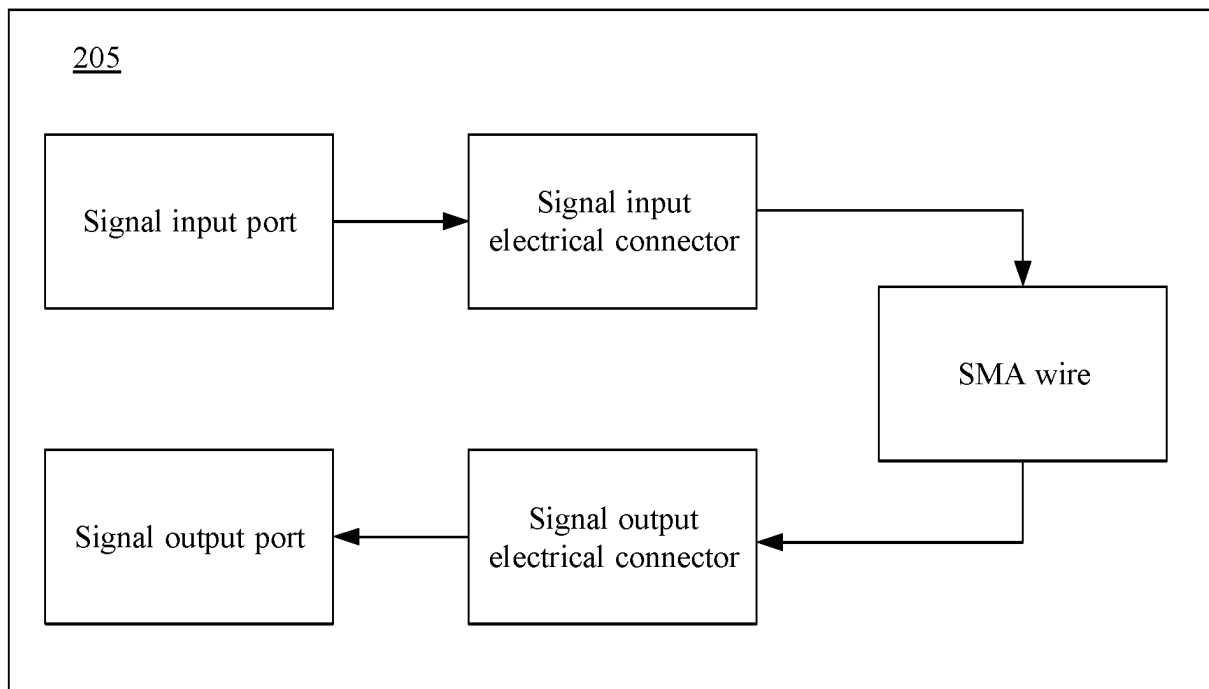 205
Signal input port
Signal input
electrical connector
SMA wire
Signal output port
Signal output
electrical connector